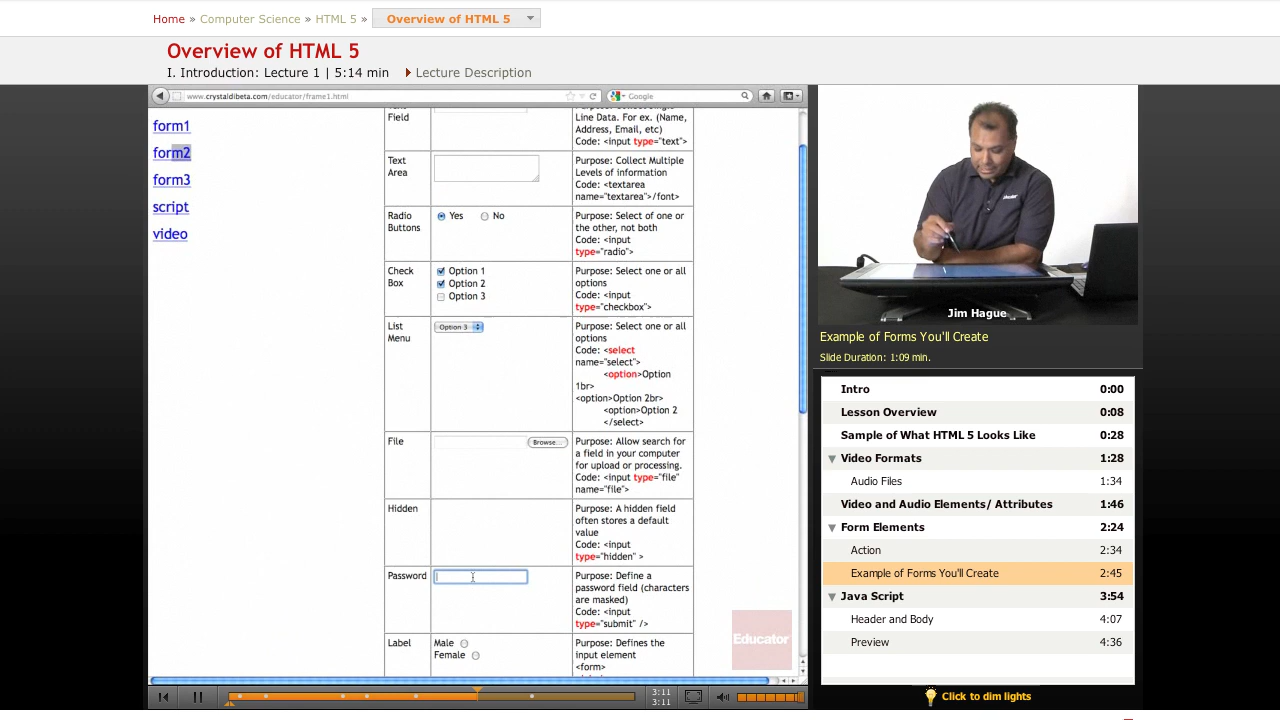 Home » Computer Science » HTML 5 » Overview of HTML 5
Overview of HTML 5
I. Introduction: Lecture 1 | 5:14 min Lecture Description
www.crystaldibeta.com/educator/frame1.html
Google
form1
form2
form3
script
video
Field
Line Data. For ex. (Name,
Address, Email, etc)
Code: <input type="text">
Text
Area
Purpose: Collect Multiple
Levels of information
Code: <textarea
name="textarea">/font>
Radio
Buttons
Yes No
Purpose: Select of one or
the other, not both
Code: <input
type="radio">
Check
Box
Option 1
Option 2
Option 3
Purpose: Select one or all
options
Code: <input
type="checkbox">
List
Menu
Option 3
Purpose: Select one or all
options
Code: <select
name="select">
<option>Option
1br>
<option>Option 2br>
<option>Option 2
</select>
File
Browse...
Purpose: Allow search for
a field in your computer
for upload or processing.
Code: <input type="file"
name="file">
Hidden
Purpose: A hidden field
often stores a default
value
Code: <input
type="hidden" >
Password
Purpose: Define a
password field (characters
are masked)
Code: <input
type="submit" />
Label
Male
Female
Purpose: Defines the
input element
<form>
Educator
3:11
3:11
Jim Hague
Example of Forms You'll Create
Slide Duration: 1:09 min.
Intro 0:00
Lesson Overview 0:08
Sample of What HTML 5 Looks Like 0:28
Video Formats 1:28
Audio Files 1:34
Video and Audio Elements/ Attributes 1:46
Form Elements 2:24
Action 2:34
Example of Forms You'll Create 2:45
Java Script 3:54
Header and Body 4:07
Preview 4:36
Click to dim lights